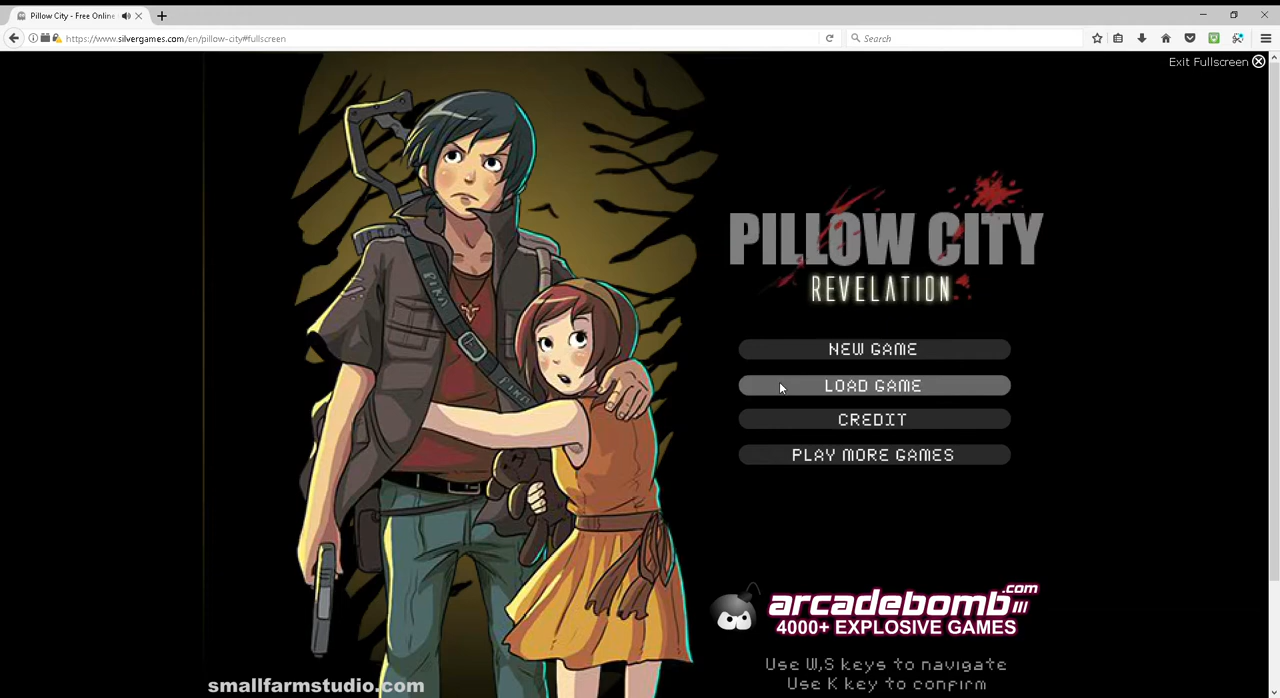 Pillow City - Free Online
https://www.silvergames.com/en/pillow-city#fullscreen
Search
Exit Fullscreen
PILLOW CITY
REVELATION
NEW GAME
LOAD GAME
CREDIT
PLAY MORE GAMES
arcadebomb.com
4000+ EXPLOSIVE GAMES
Use W,S keys to navigate
Use K key to confirm
smallfarmstudio.com